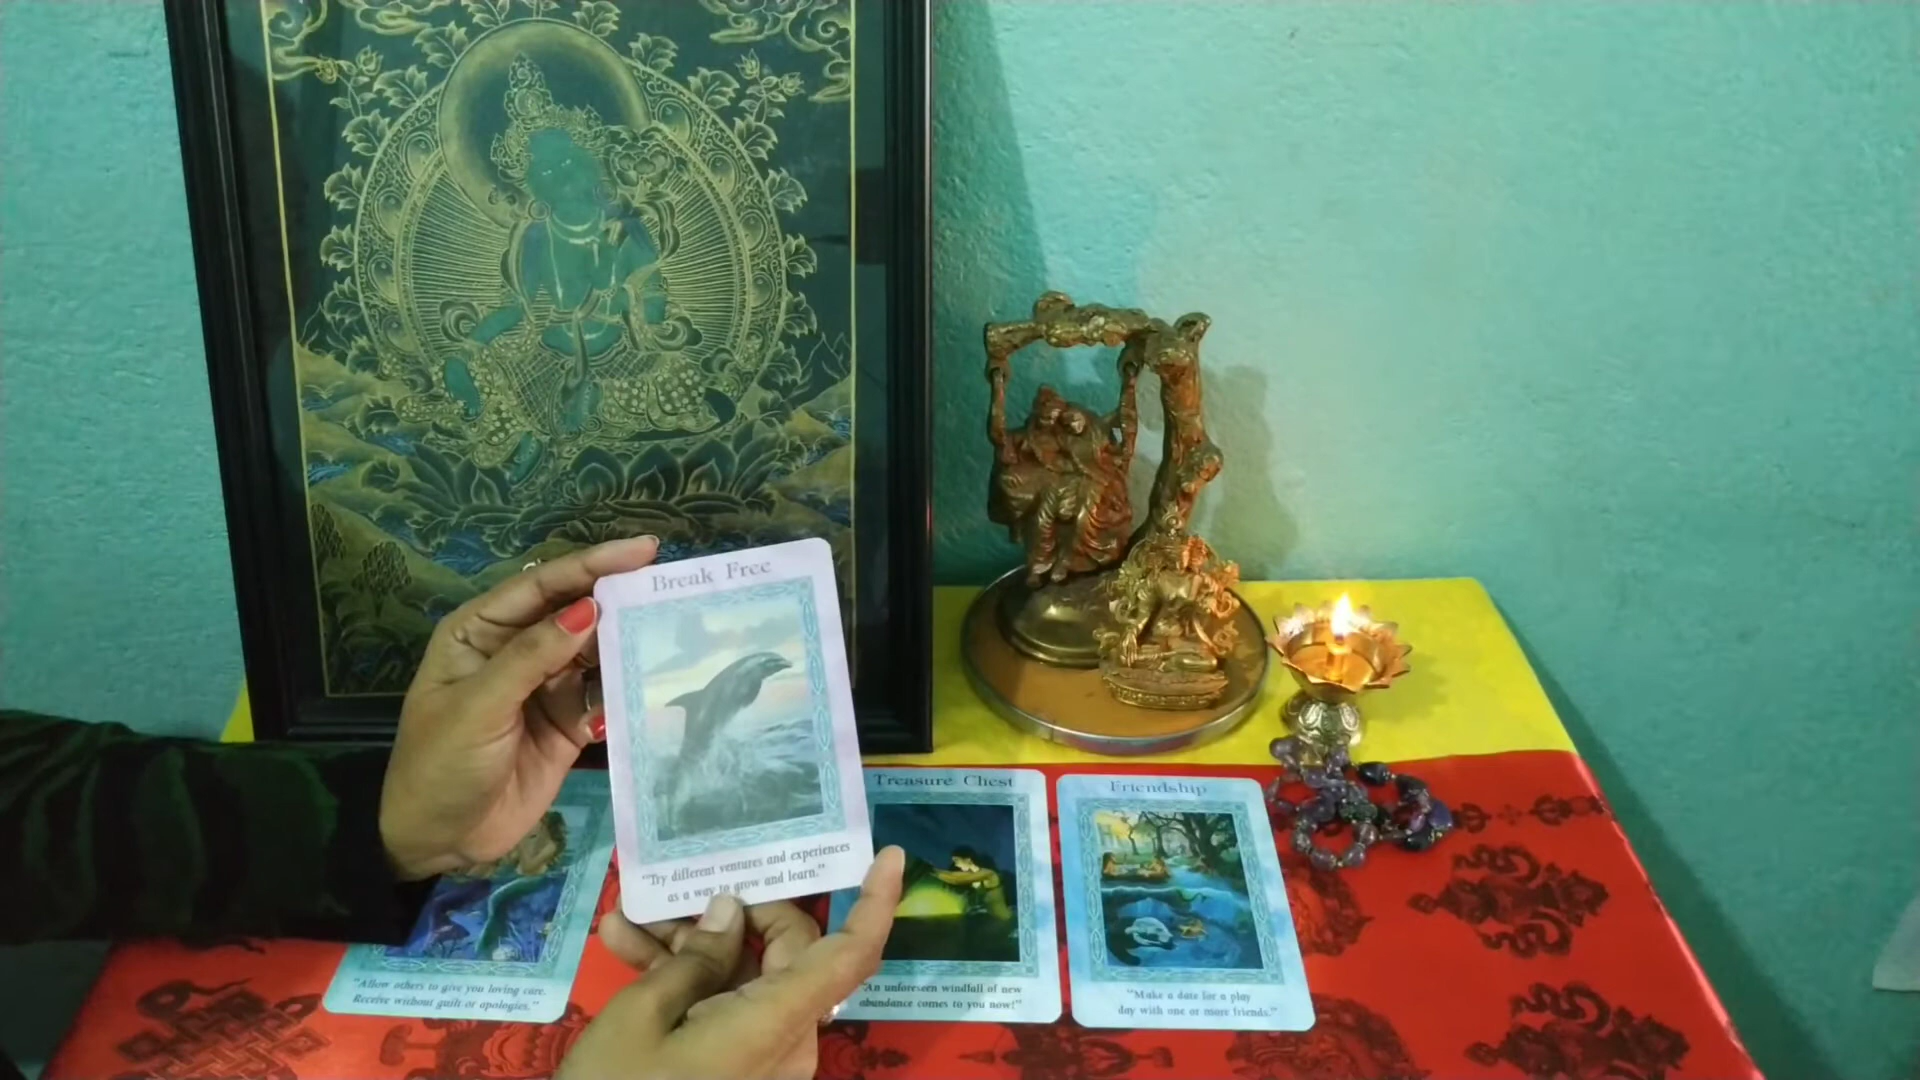 Break Free
"Try different ventures and experiences
as a way to grow and learn."
"Allow others to give you loving care.
Receive without guilt or apologies."
Treasure Chest
"An unforeseen windfall of new
abundance comes to you now!"
Friendship
"Make a date for a play
day with one or more friends."